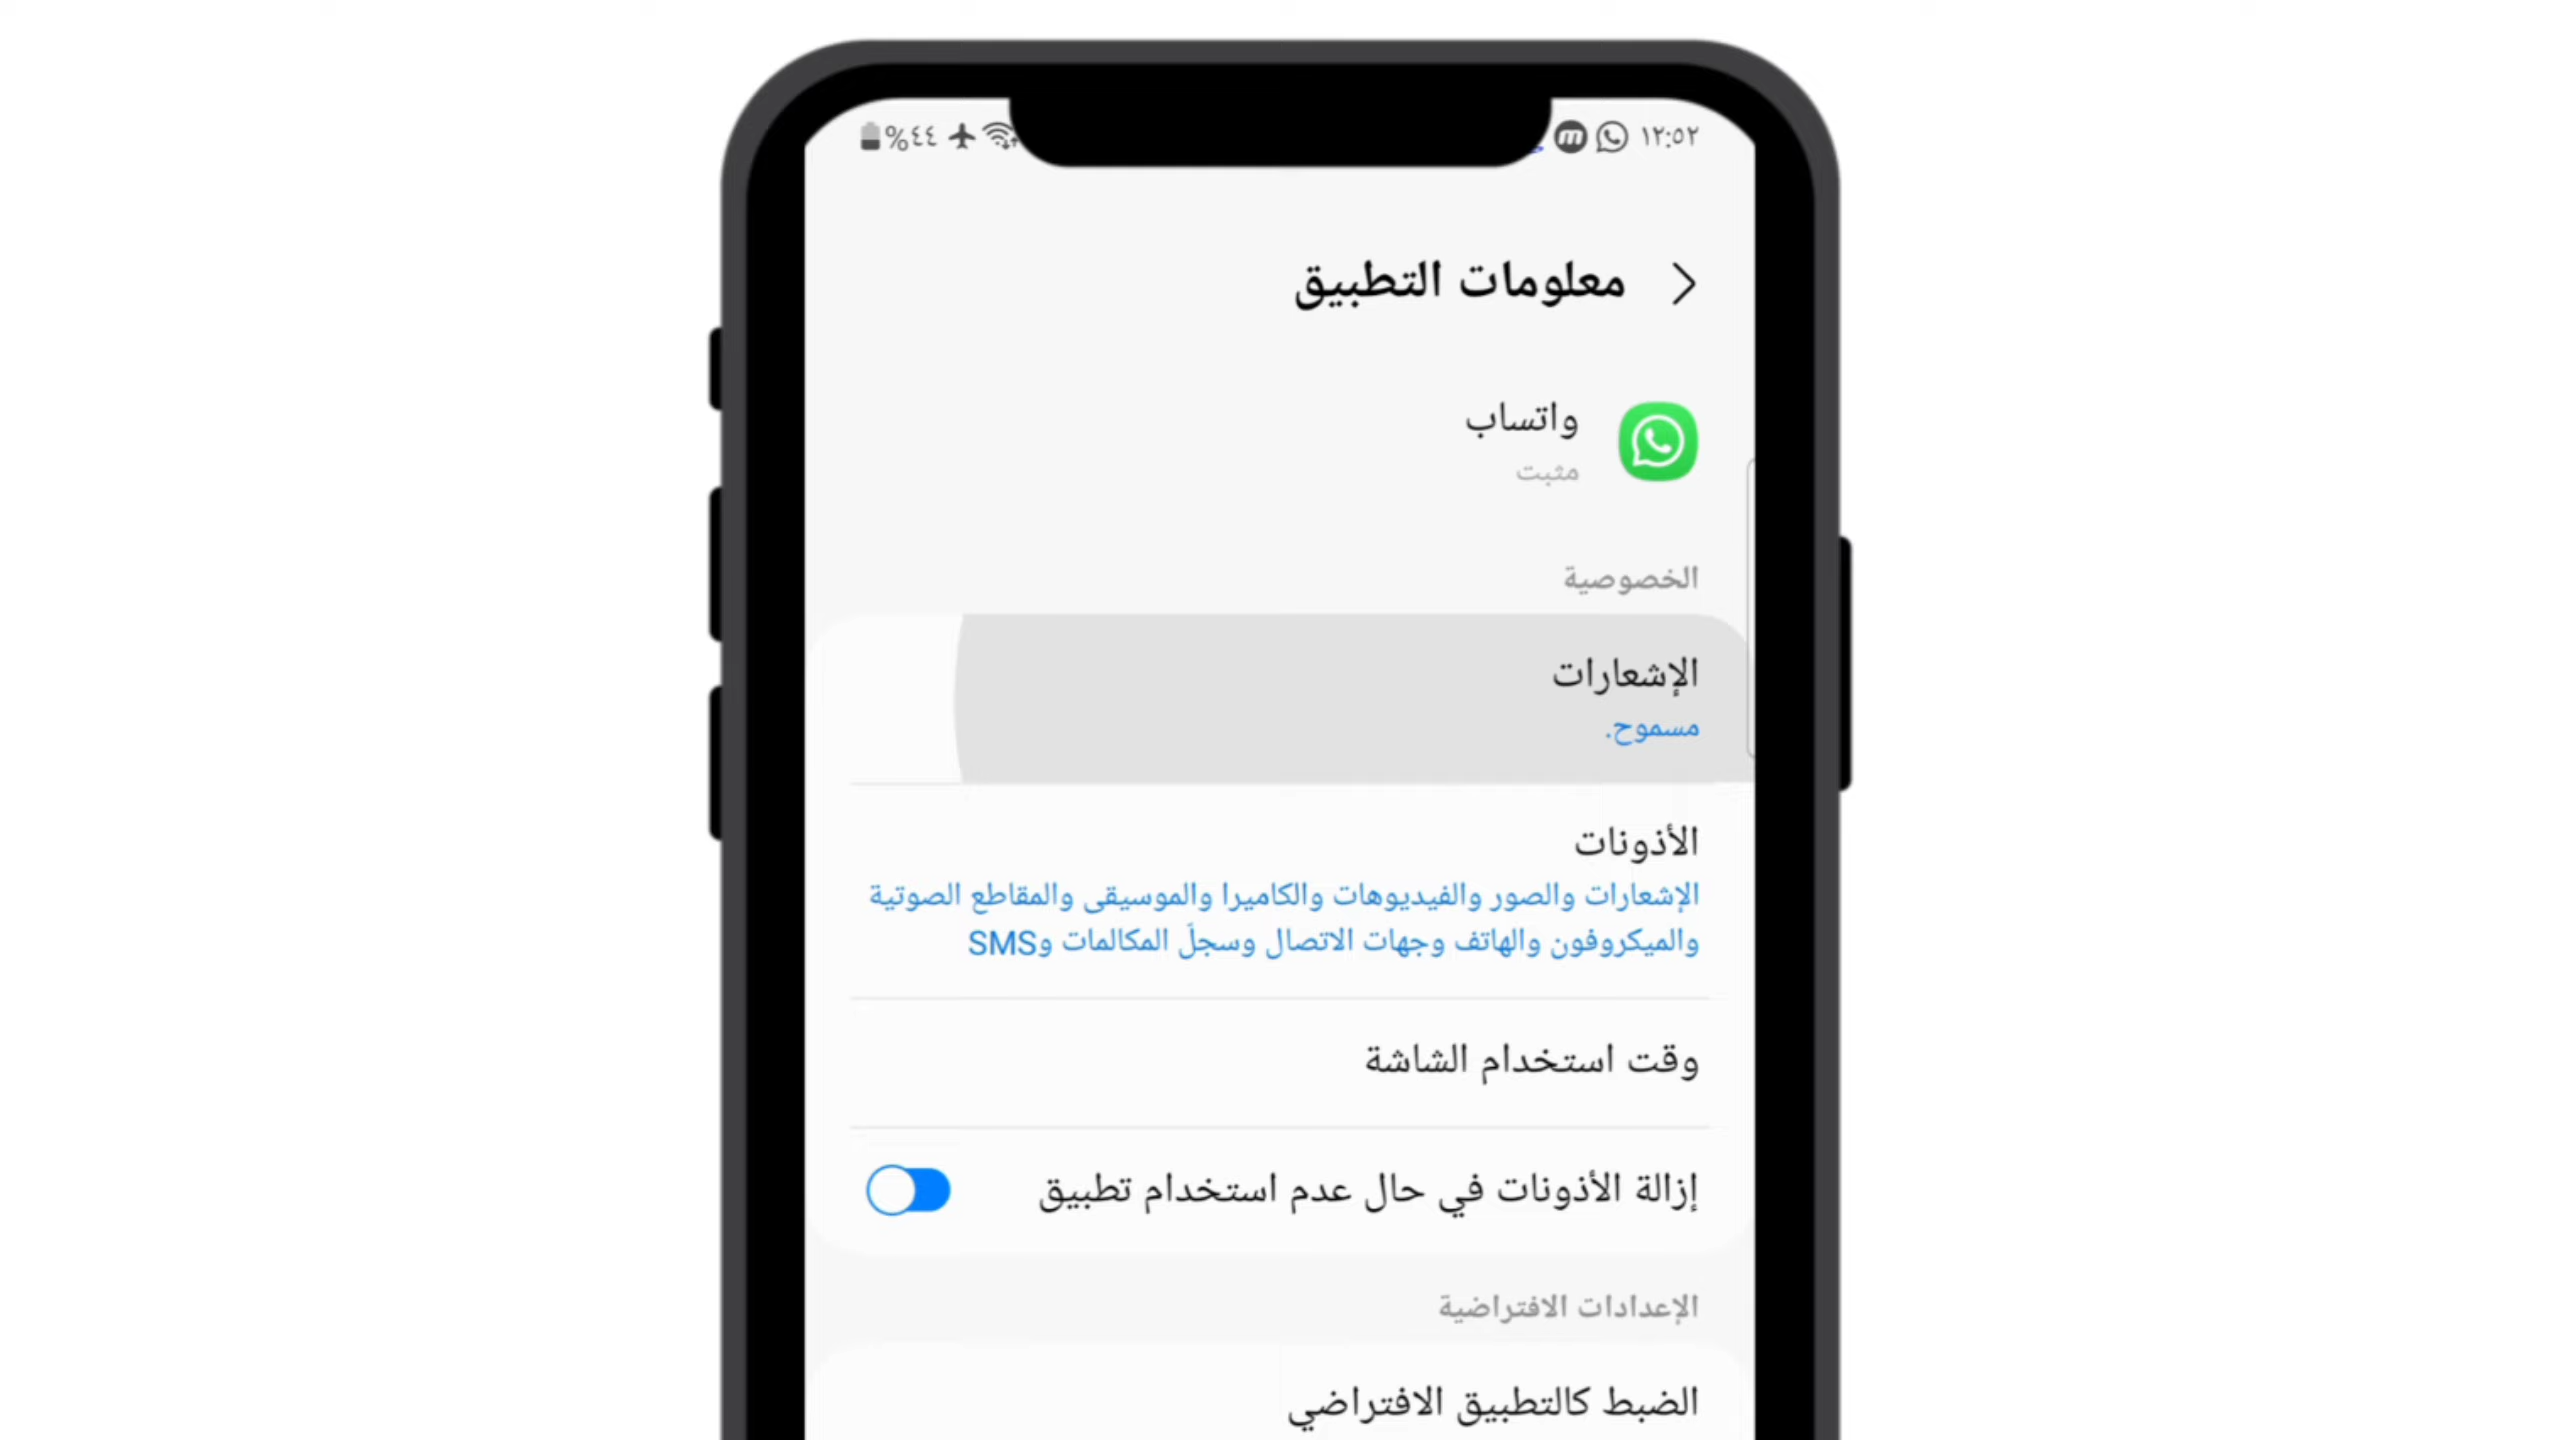 ١٢:٥٢
%٤٤
معلومات التطبيق
واتساب
مثبت
الخصوصية
الإشعارات
مسموح.
الأذونات
الإشعارات والصور والفيديوهات والكاميرا والموسيقى والمقاطع الصوتية
والميكروفون والهاتف وجهات الاتصال وسجلّ المكالمات وSMS
وقت استخدام الشاشة
إزالة الأذونات في حال عدم استخدام تطبيق
الإعدادات الافتراضية
الضبط كالتطبيق الافتراضي